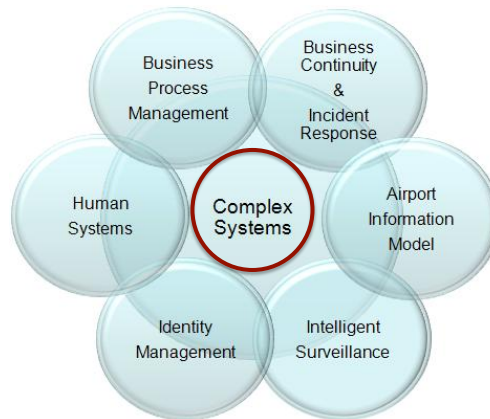 Business
Process
Management
Business
Continuity
&
Incident
Response
Human
Systems
Complex
Systems
Airport
Information
Model
Identity
Management
Intelligent
Surveillance